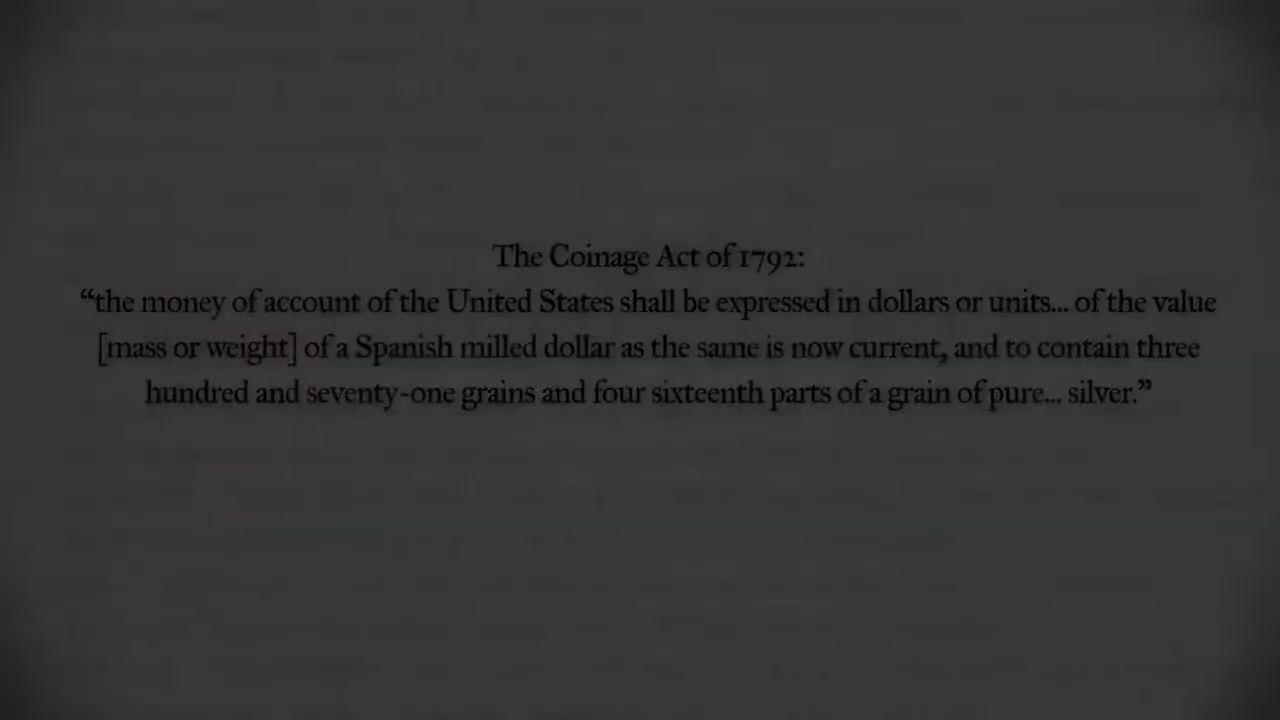 The Coinage Act of 1792:
“the money of account of the United States shall be expressed in dollars or units... of the value
[mass or weight] of a Spanish milled dollar as the same is now current, and to contain three
hundred and seventy-one grains and four sixteenth parts of a grain of pure... silver.”